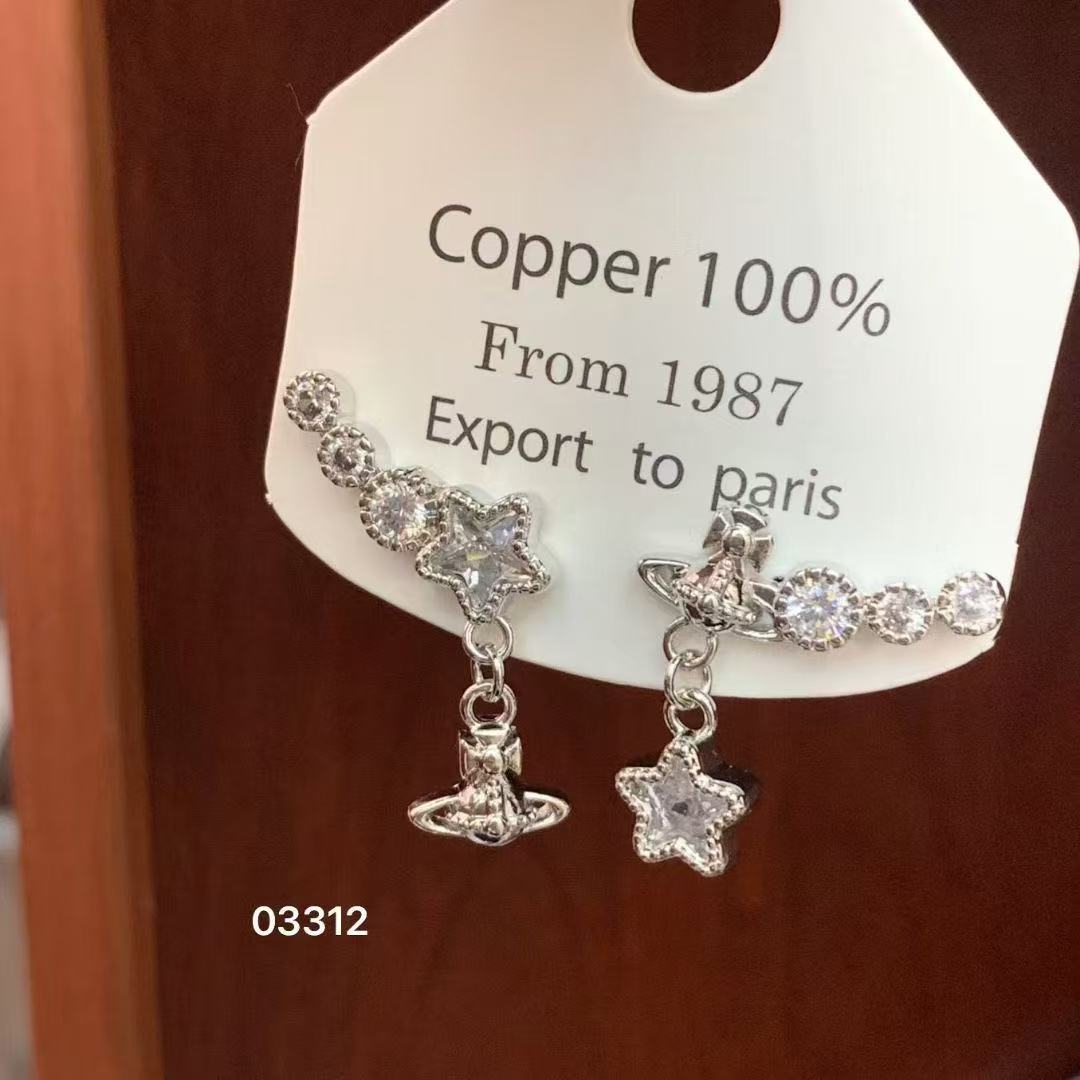 Copper 100%
From 1987
Export to paris
03312